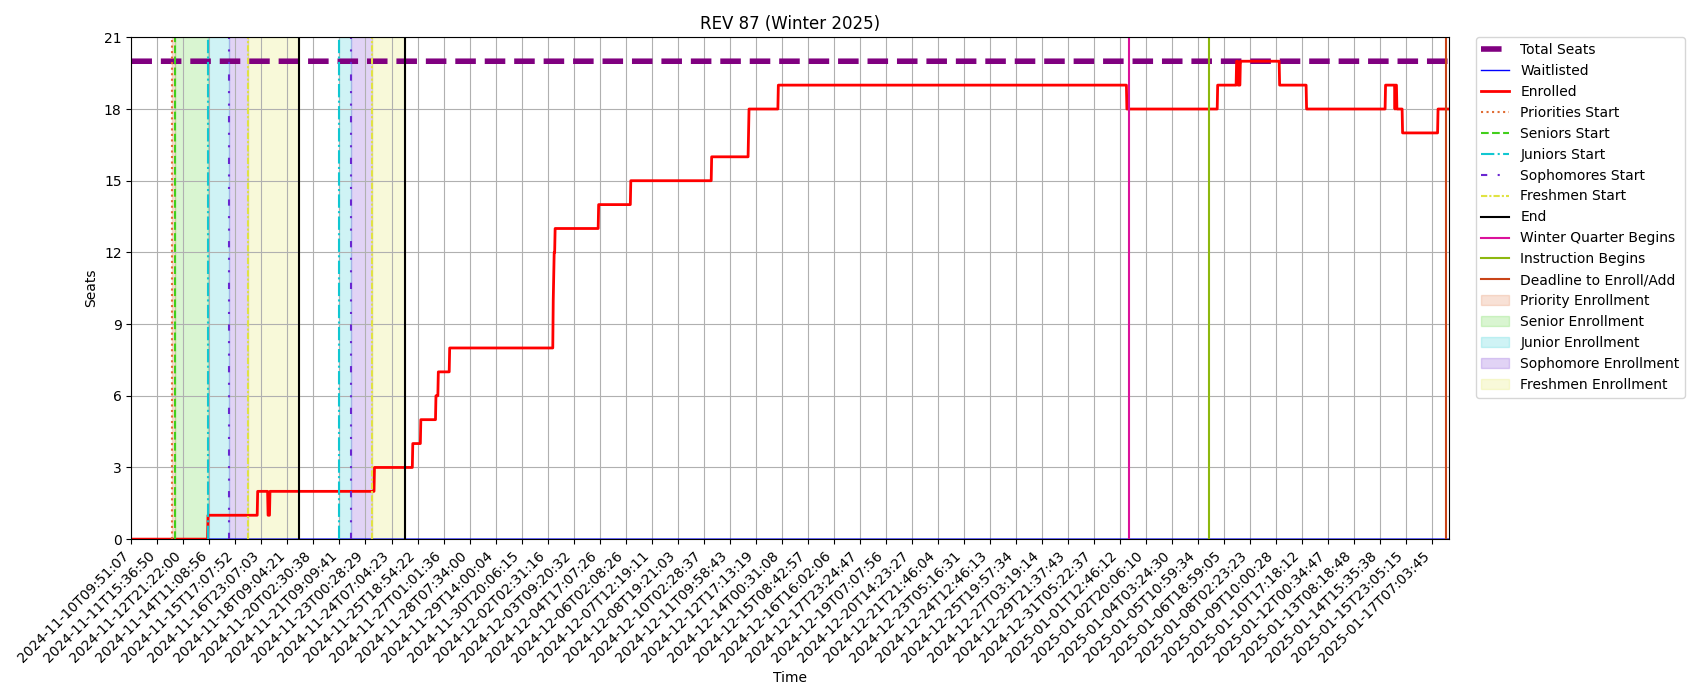 REV 87 (Winter 2025)
21
18
15
12
9
6
3
0
Seats
2024-11-10T09:51:07
2024-11-11T15:36:50
2024-11-12T21:22:00
2024-11-14T11:08:56
2024-11-15T17:07:52
2024-11-16T23:07:03
2024-11-18T09:04:21
2024-11-20T02:30:38
2024-11-21T09:09:41
2024-11-23T00:28:29
2024-11-24T07:04:23
2024-11-25T18:54:22
2024-11-27T01:01:36
2024-11-28T07:34:00
2024-11-29T14:00:04
2024-11-30T20:06:15
2024-12-02T02:31:16
2024-12-03T09:20:32
2024-12-04T17:07:26
2024-12-06T02:08:26
2024-12-07T12:19:11
2024-12-08T19:21:03
2024-12-10T02:28:37
2024-12-11T09:58:43
2024-12-12T17:13:19
2024-12-14T00:31:08
2024-12-15T08:42:57
2024-12-16T16:02:06
2024-12-17T23:24:47
2024-12-19T07:07:56
2024-12-20T14:23:27
2024-12-21T21:46:04
2024-12-23T05:16:31
2024-12-24T12:46:13
2024-12-25T19:57:34
2024-12-27T03:19:14
2024-12-29T21:37:43
2024-12-31T05:22:37
2025-01-01T12:46:12
2025-01-02T20:06:10
2025-01-04T03:24:30
2025-01-05T10:59:34
2025-01-06T18:59:05
2025-01-08T02:23:23
2025-01-09T10:00:28
2025-01-10T17:18:12
2025-01-12T00:34:47
2025-01-13T08:18:48
2025-01-14T15:35:38
2025-01-15T23:05:15
2025-01-17T07:03:45
Time
Total Seats
Waitlisted
Enrolled
Priorities Start
Seniors Start
Juniors Start
Sophomores Start
Freshmen Start
End
Winter Quarter Begins
Instruction Begins
Deadline to Enroll/Add
Priority Enrollment
Senior Enrollment
Junior Enrollment
Sophomore Enrollment
Freshmen Enrollment